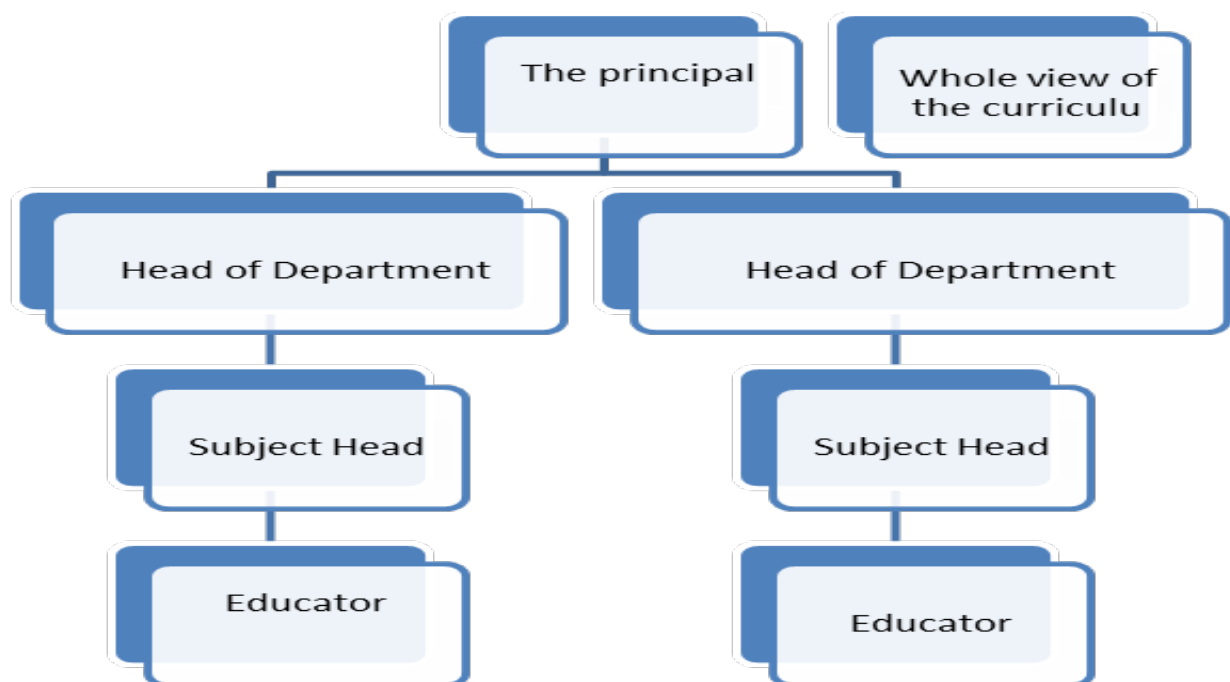 The principal
Whole view of
the curriculu
Head of Department
Head of Department
Subject Head
Subject Head
Educator
Educator